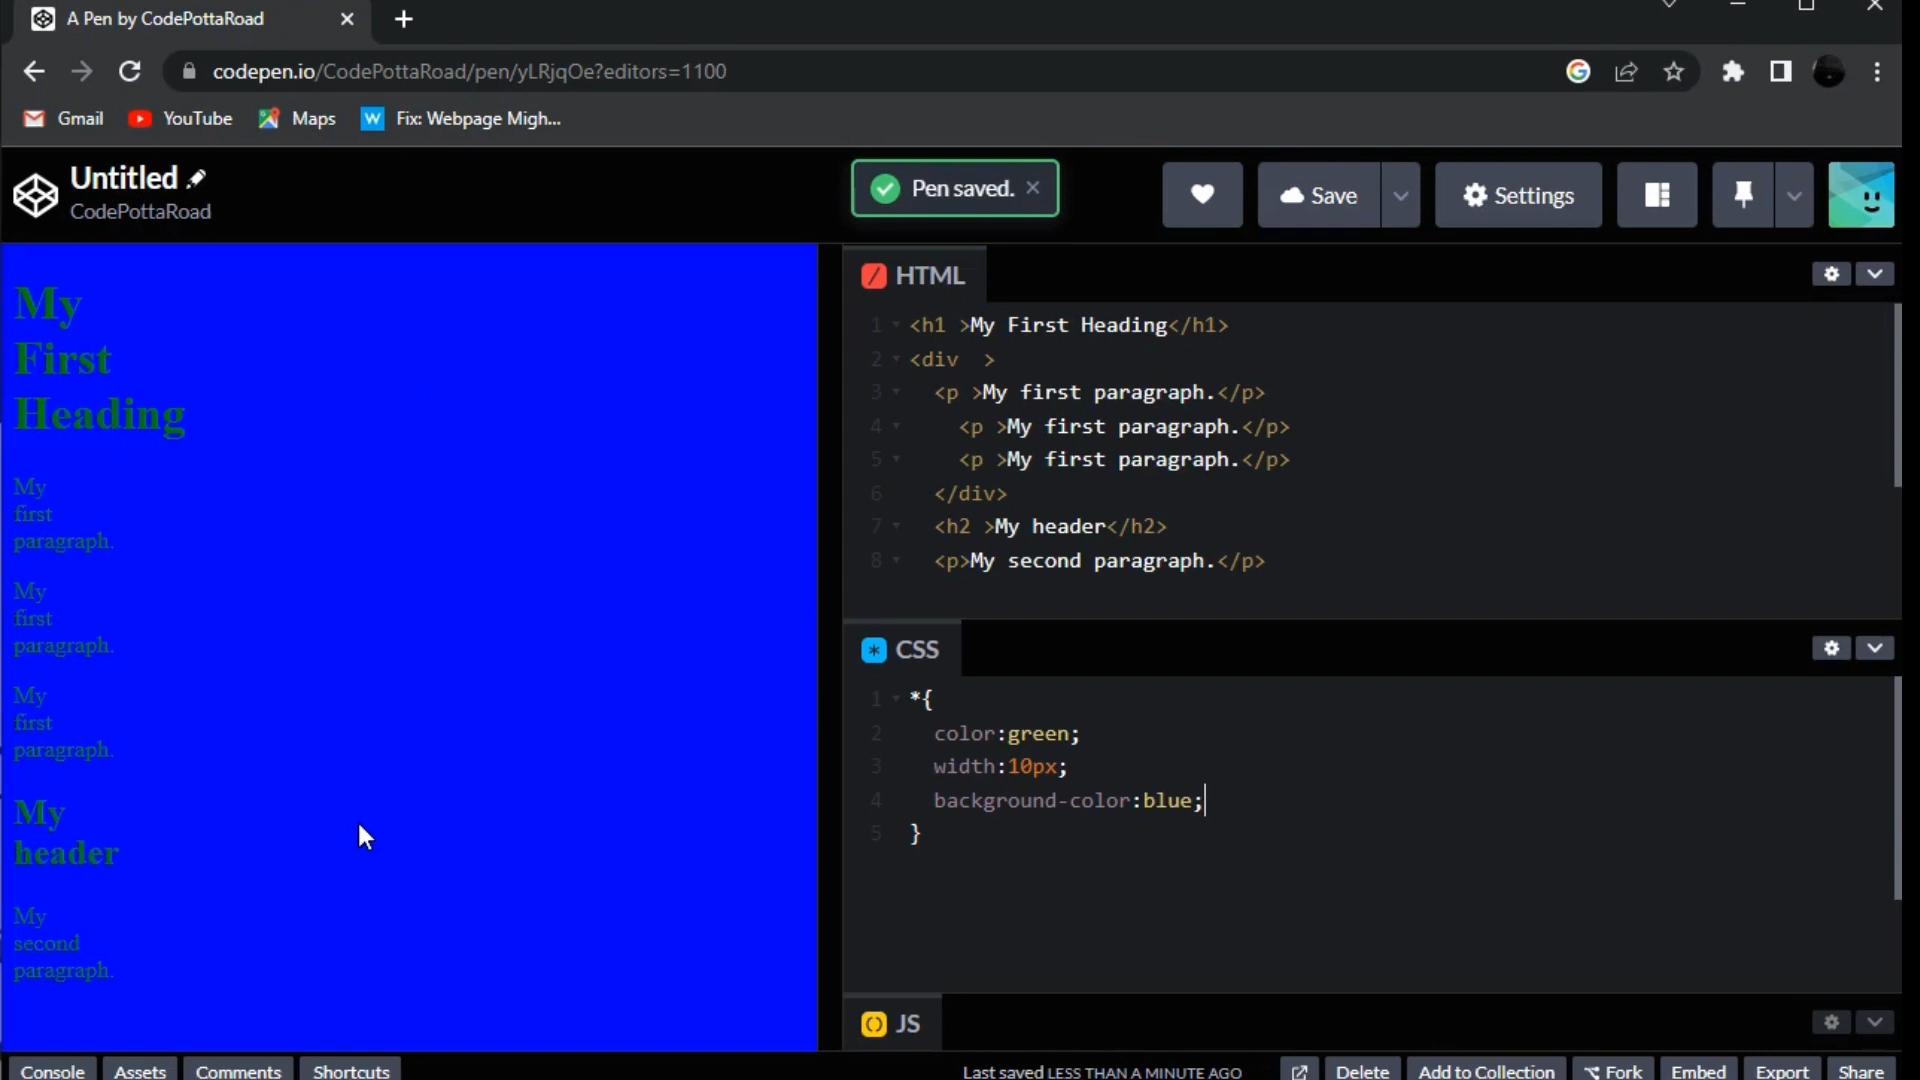 A Pen by CodePottaRoad
codepen.io/CodePottaRoad/pen/yLRjqOe?editors=1100
Gmail YouTube Maps W Fix: Webpage Migh...
Untitled
CodePottaRoad
Pen saved.
Save
Settings
My
First
Heading
My
first
paragraph.
My
first
paragraph.
My
first
paragraph.
My
header
My
second
paragraph.
HTML
1 <h1 >My First Heading</h1>
2 <div  >
3 <p >My first paragraph.</p>
4 <p >My first paragraph.</p>
5 <p >My first paragraph.</p>
6 </div>
7 <h2 >My header</h2>
8 <p>My second paragraph.</p>
CSS
1 *{
2 color:green;
3 width:10px;
4 background-color:blue;
5 }
JS
Console Assets Comments Shortcuts Last saved LESS THAN A MINUTE AGO Delete Add to Collection Fork Embed Export Share